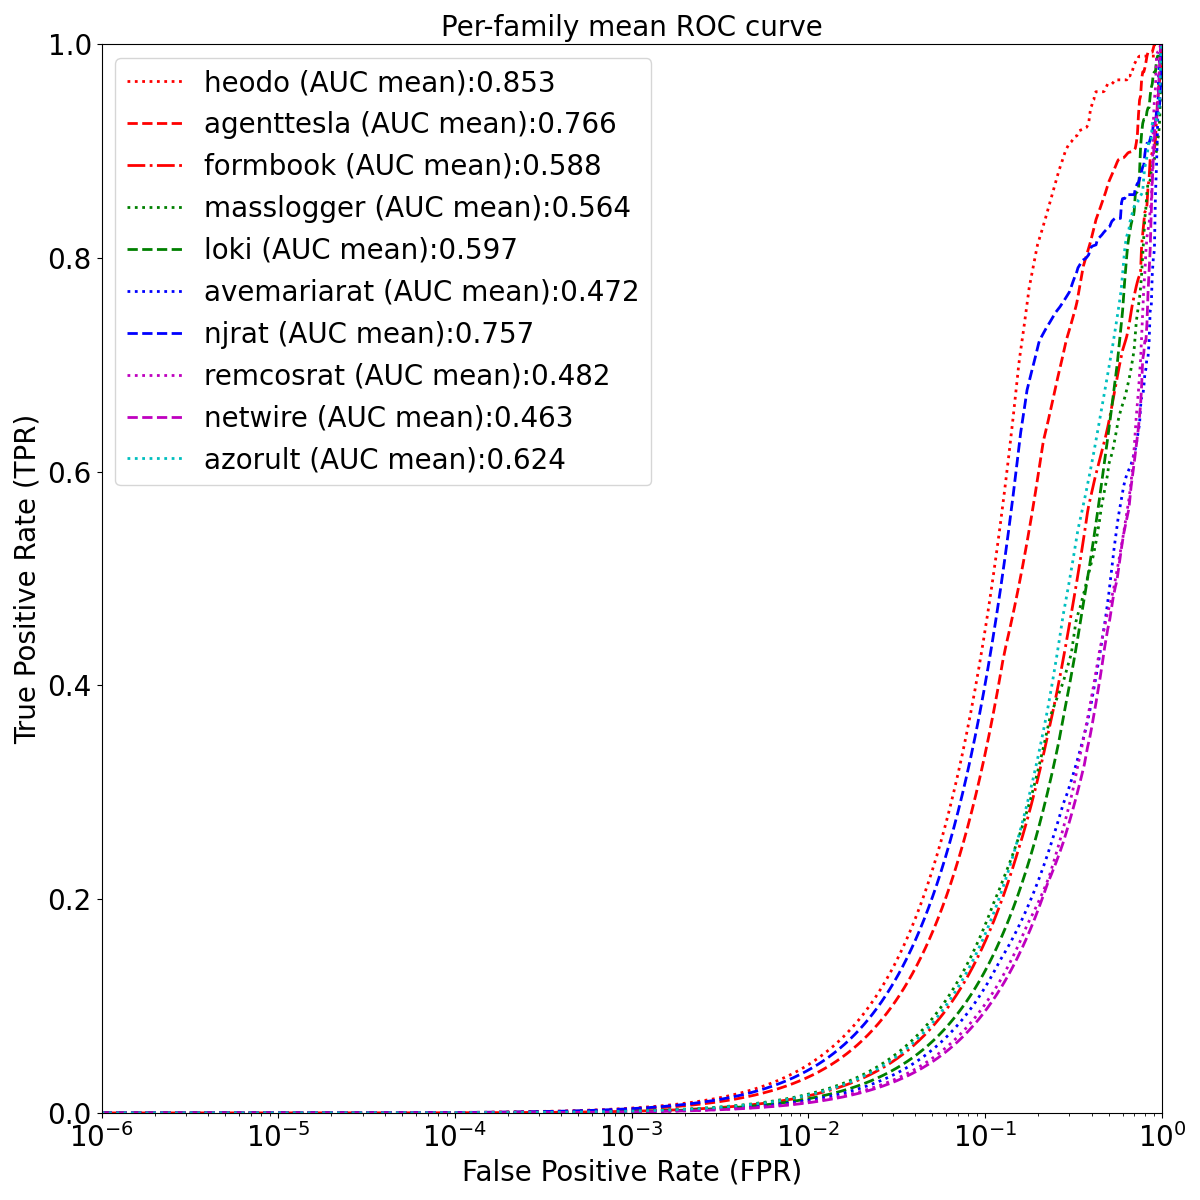 Per-family mean ROC curve
1.0
0.8
0.6
0.4
0.2
0.0
True Positive Rate (TPR)
heodo (AUC mean):0.853
agenttesla (AUC mean):0.766
formbook (AUC mean):0.588
masslogger (AUC mean):0.564
loki (AUC mean):0.597
avemariarat (AUC mean):0.472
njrat (AUC mean):0.757
remcosrat (AUC mean):0.482
netwire (AUC mean):0.463
azorult (AUC mean):0.624
10⁻⁶ 10⁻⁵ 10⁻⁴ 10⁻³ 10⁻² 10⁻¹ 10⁰
False Positive Rate (FPR)